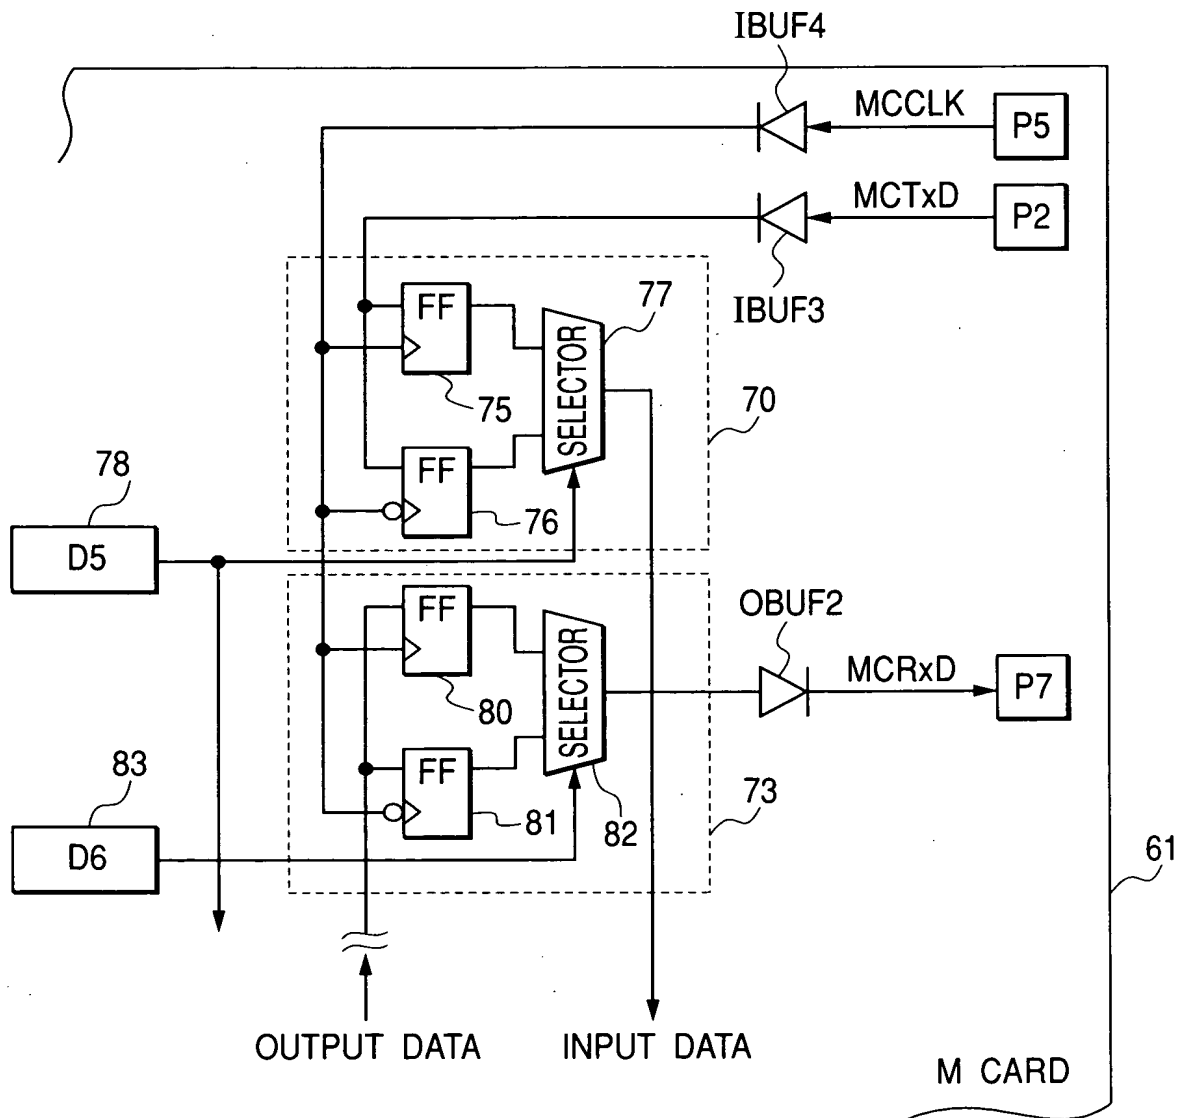 IBUF4
MCCLK
P5
MCTxD
P2
IBUF3
FF
75
SELECTOR
77
70
FF
76
78
D5
FF
80
SELECTOR
82
OBUF2
MCRxD
P7
FF
81
73
83
D6
61
OUTPUT DATA
INPUT DATA
M CARD